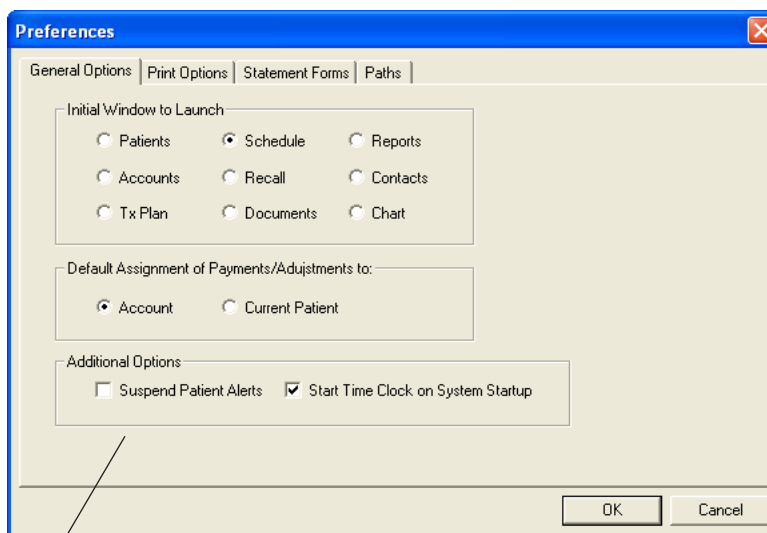 Preferences
General Options Print Options Statement Forms Paths
Initial Window to Launch
Patients Schedule Reports
Accounts Recall Contacts
Tx Plan Documents Chart
Default Assignment of Payments/Adujstments to:
Account Current Patient
Additional Options
Suspend Patient Alerts Start Time Clock on System Startup
OK Cancel